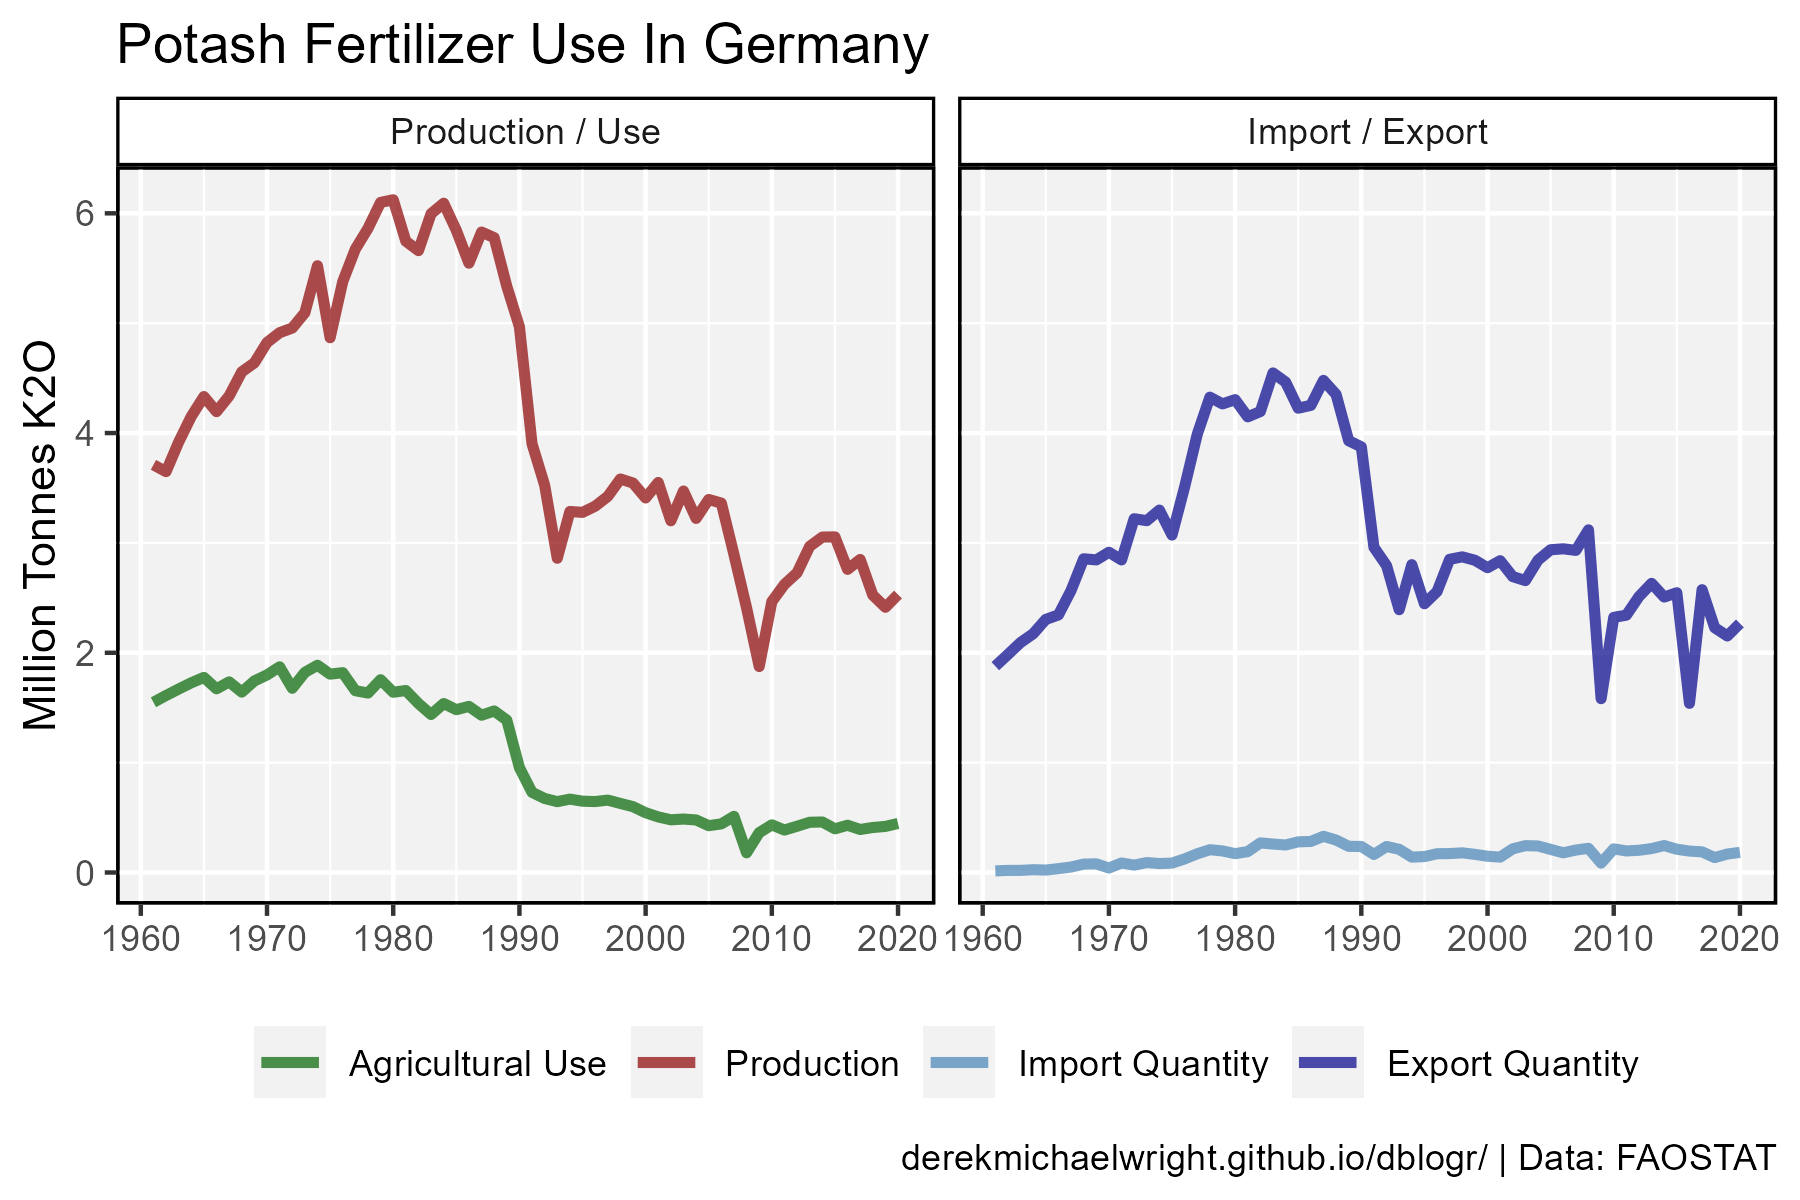 Potash Fertilizer Use In Germany
Production / Use
Import / Export
Million Tonnes K2O
6
4
2
0
1960 1970 1980 1990 2000 2010 2020
1960 1970 1980 1990 2000 2010 2020
Agricultural Use Production Import Quantity Export Quantity
derekmichaelwright.github.io/dblogr/ | Data: FAOSTAT